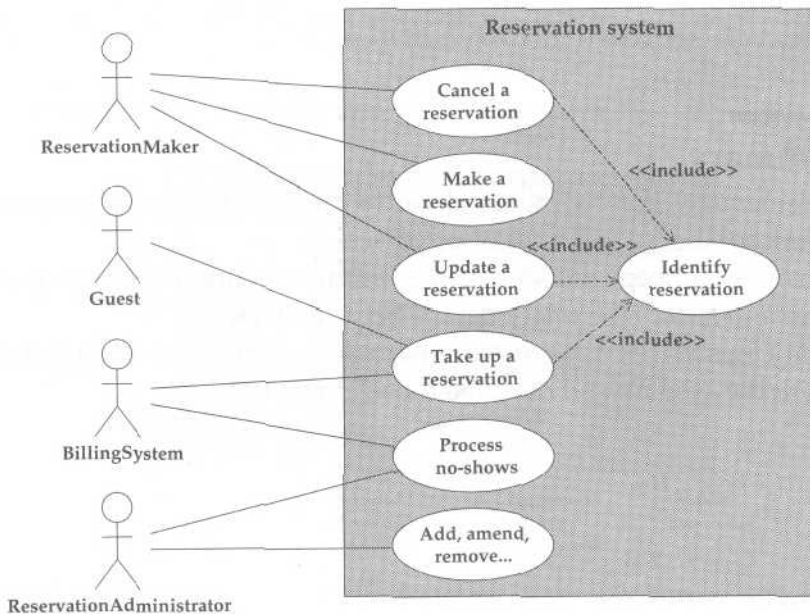 Reservation system
Cancel a
reservation
ReservationMaker
<<include>>
Make a
reservation
<<include>>
Update a
reservation
Identify
reservation
Guest
<<include>>
Take up a
reservation
BillingSystem
Process
no-shows
Add, amend,
remove...
ReservationAdministrator